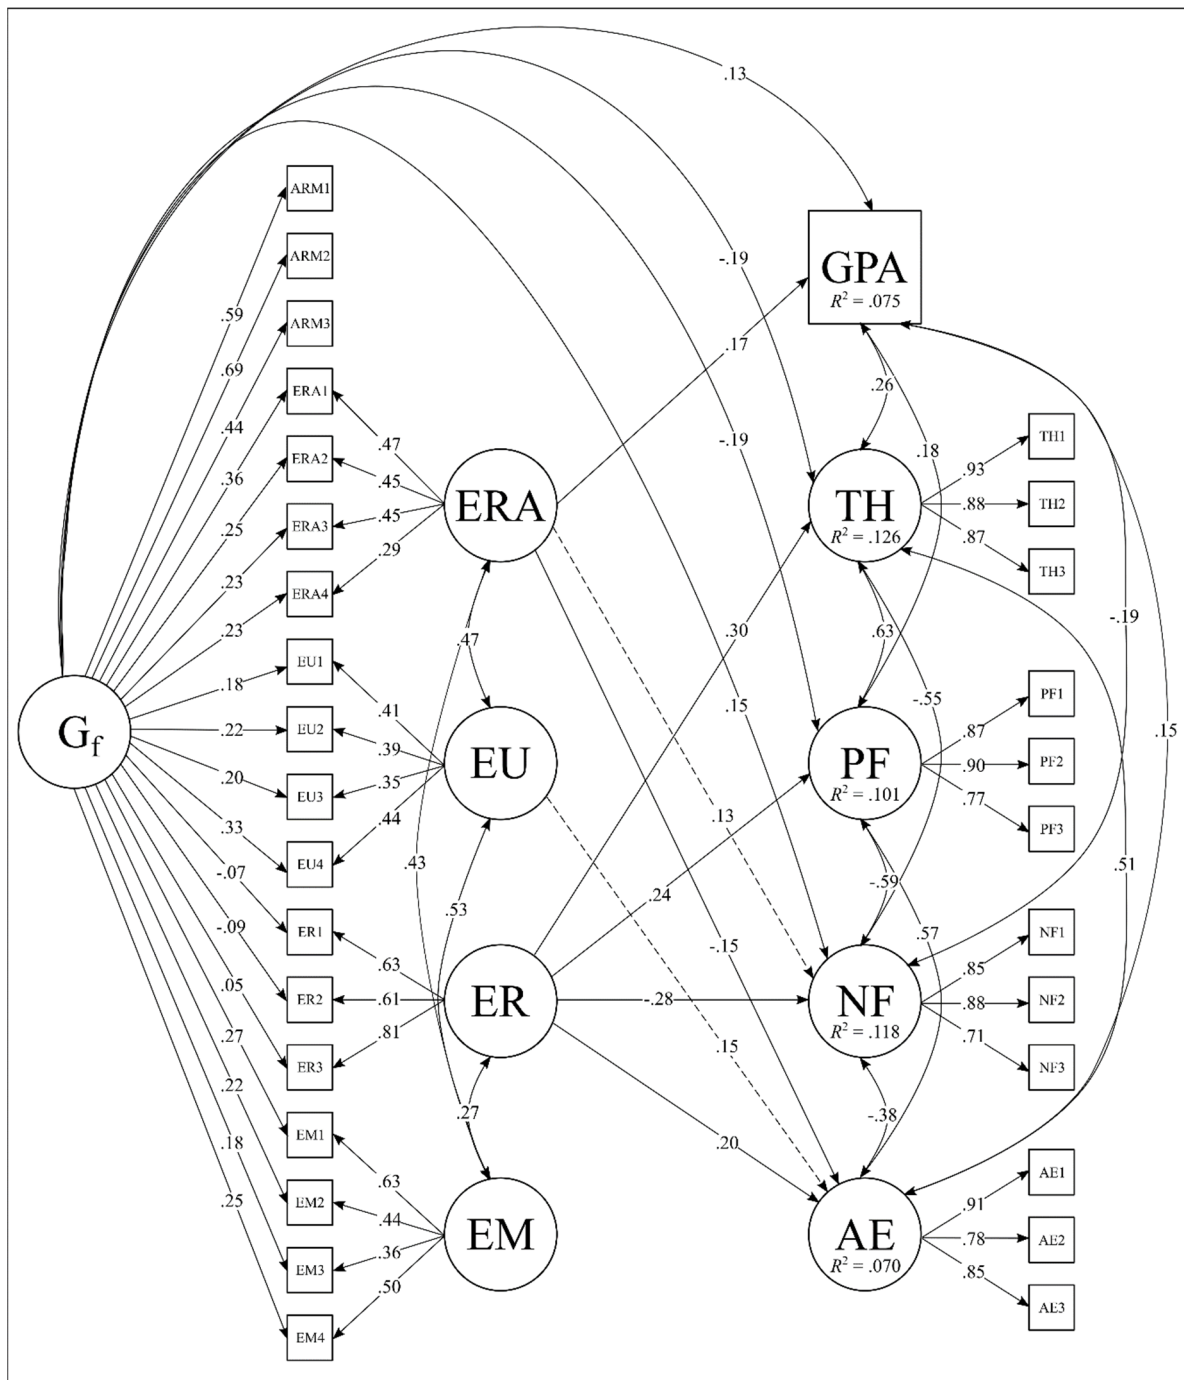 .13
ARM1
ARM2
-.19
GPA
R² = .075
.59
ARM3
.17
.69
ERA1
.26
.44
.47
-.19
.18
TH1
.36
ERA2
.45
.93
ERA
TH
R² = .126
.88
TH2
.25
ERA3
.45
.29
.87
TH3
.23
ERA4
.23
.47
.30
.63
-.19
EU1
.18
.41
.15
-.55
PF1
.87
G_f
.22
EU2
.39
EU
PF
R² = .101
.90
PF2
.15
.20
EU3
.35
.77
.33
.44
.13
PF3
EU4
.43
-.59
.51
-.07
.24
.53
-.09
ER1
.63
-.15
.57
NF1
.85
.05
ER2
.61
ER
-.28
NF
R² = .118
.88
NF2
.27
.81
.15
.71
ER3
NF3
.22
.27
-.38
EM1
.18
.20
.63
AE1
.25
EM2
.44
.91
EM
AE
R² = .070
.78
AE2
EM3
.36
.50
.85
AE3
EM4